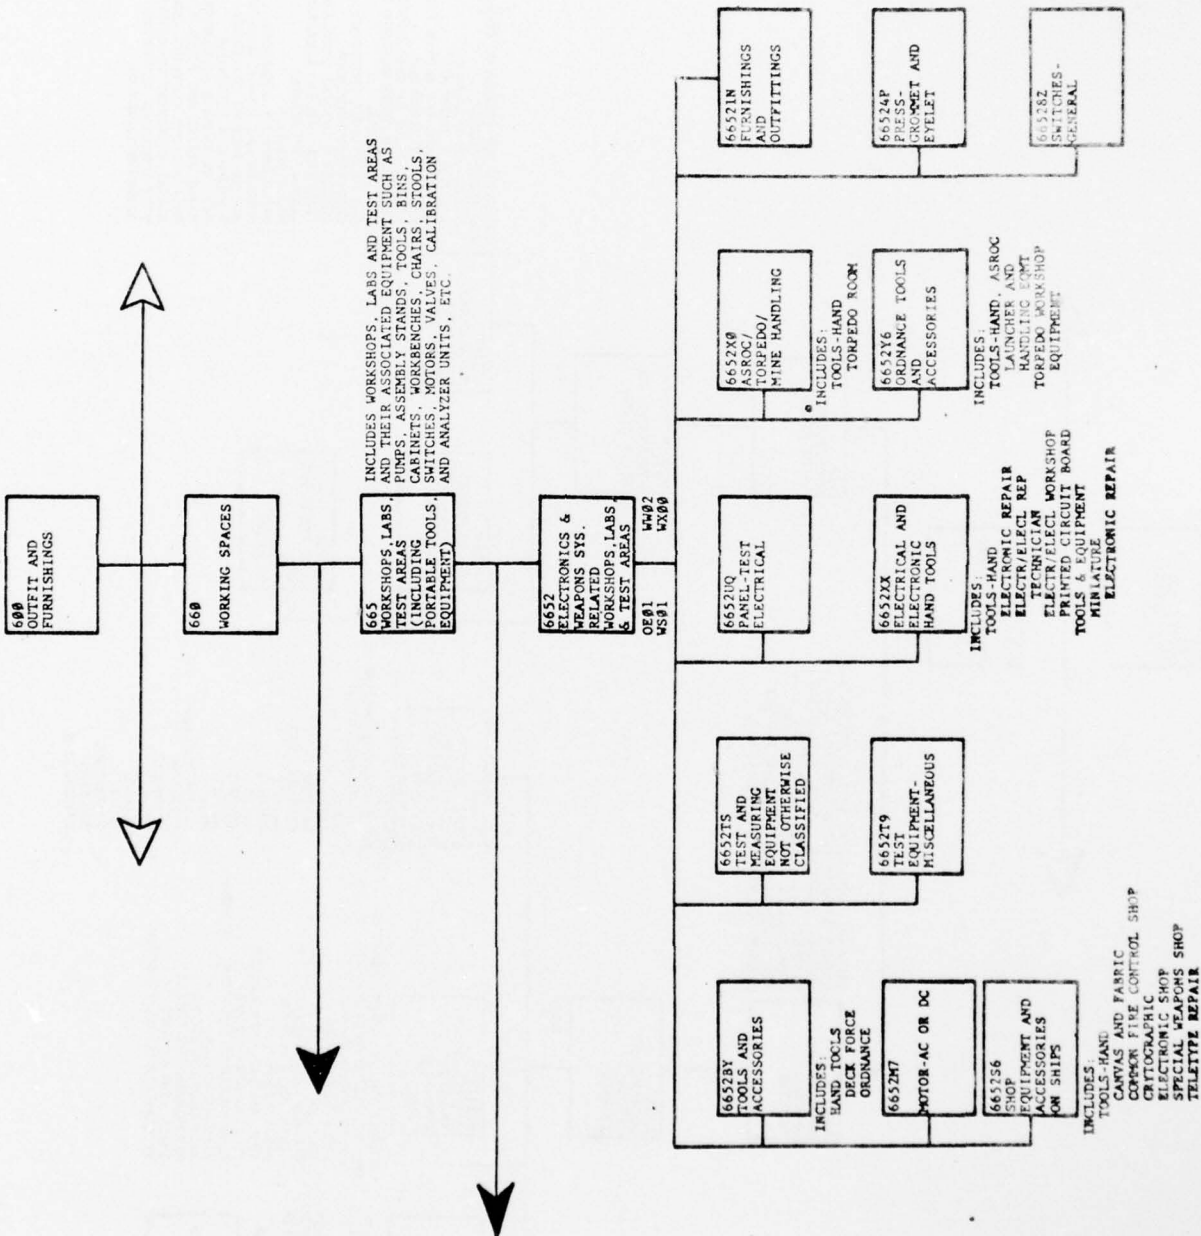 600
OUTFIT AND
FURNISHINGS
660
WORKING SPACES
665
WORKSHOPS,LABS,
TEST AREAS
(INCLUDING
PORTABLE TOOLS,
EQUIPMENT)
INCLUDES WORKSHOPS, LABS AND TEST AREAS
AND THEIR ASSOCIATED EQUIPMENT SUCH AS
PUMPS, ASSEMBLY STANDS, TOOLS, BINS,
CABINETS, WORKBENCHES, CHAIRS, STOOLS,
SWITCHES, MOTORS, VALVES, CALIBRATION
AND ANALYZER UNITS, ETC.
6652
ELECTRONICS &
WEAPONS SYS.
RELATED
WORKSHOPS,LABS
& TEST AREAS
OE01 WW02
WS01 WX00
6652BY
TOOLS AND
ACCESSORIES
INCLUDES:
HAND TOOLS
DECK FORCE
ORDNANCE
6652M7
MOTOR-AC OR DC
6652S6
SHOP
EQUIPMENT AND
ACCESSORIES
ON SHIPS
INCLUDES:
TOOLS-HAND
CANVAS AND FABRIC
COMMON FIRE CONTROL SHOP
CRYTOGRAPHIC
ELECTRONIC SHOP
SPECIAL WEAPONS SHOP
TELETYPE REPAIR
6652TS
TEST AND
MEASURING
EQUIPMENT
NOT OTHERWISE
CLASSIFIED
6652T9
TEST
EQUIPMENT-
MISCELLANEOUS
6652UQ
PANEL-TEST
ELECTRICAL
6652XX
ELECTRICAL AND
ELECTRONIC
HAND TOOLS
INCLUDES:
TOOLS-HAND
ELECTRONIC REPAIR
ELECTR/ELECL REP
TECHNICIAN
ELECTR/ELECL WORKSHOP
PRINTED CIRCUIT BOARD
TOOLS & EQUIPMENT
MINIATURE
ELECTRONIC REPAIR
6652X0
ASROC/
TORPEDO/
MINE HANDLING
INCLUDES:
TOOLS-HAND
TORPEDO ROOM
6652Y6
ORDNANCE TOOLS
AND
ACCESSORIES
INCLUDES:
TOOLS-HAND, ASROC
LAUNCHER AND
HANDLING EQMT
TORPEDO WORKSHOP
EQUIPMENT
66521N
FURNISHINGS
AND
OUTFITTINGS
66524P
PRESS-
GROMMET AND
EYELET
66528Z
SWITCHES-
GENERAL